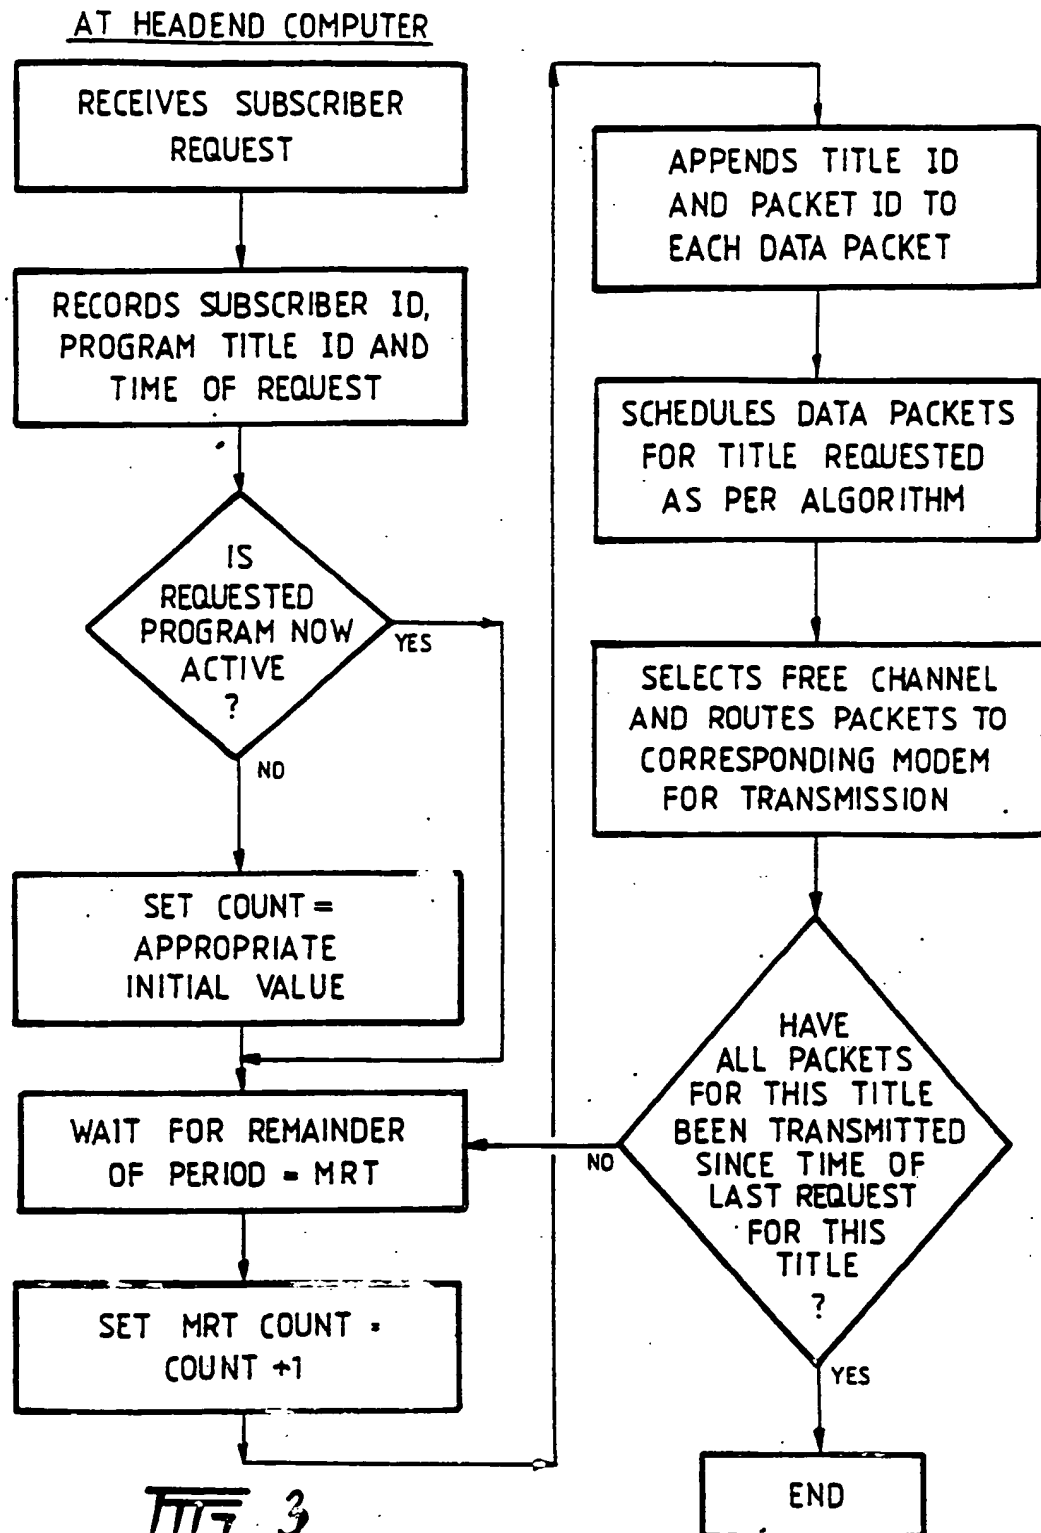 AT HEADEND COMPUTER
RECEIVES SUBSCRIBER
REQUEST
RECORDS SUBSCRIBER ID,
PROGRAM TITLE ID AND
TIME OF REQUEST
IS
REQUESTED
PROGRAM NOW
ACTIVE
?
YES
NO
SET COUNT =
APPROPRIATE
INITIAL VALUE
WAIT FOR REMAINDER
OF PERIOD = MRT
SET MRT COUNT =
COUNT +1
APPENDS TITLE ID
AND PACKET ID TO
EACH DATA PACKET
SCHEDULES DATA PACKETS
FOR TITLE REQUESTED
AS PER ALGORITHM
SELECTS FREE CHANNEL
AND ROUTES PACKETS TO
CORRESPONDING MODEM
FOR TRANSMISSION
HAVE
ALL PACKETS
FOR THIS TITLE
BEEN TRANSMITTED
SINCE TIME OF
LAST REQUEST
FOR THIS
TITLE
?
NO
YES
END
FIG 3